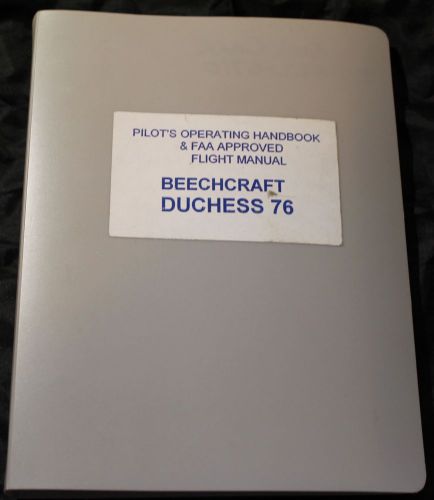 PILOT'S OPERATING HANDBOOK
& FAA APPROVED
FLIGHT MANUAL
BEECHCRAFT
DUCHESS 76